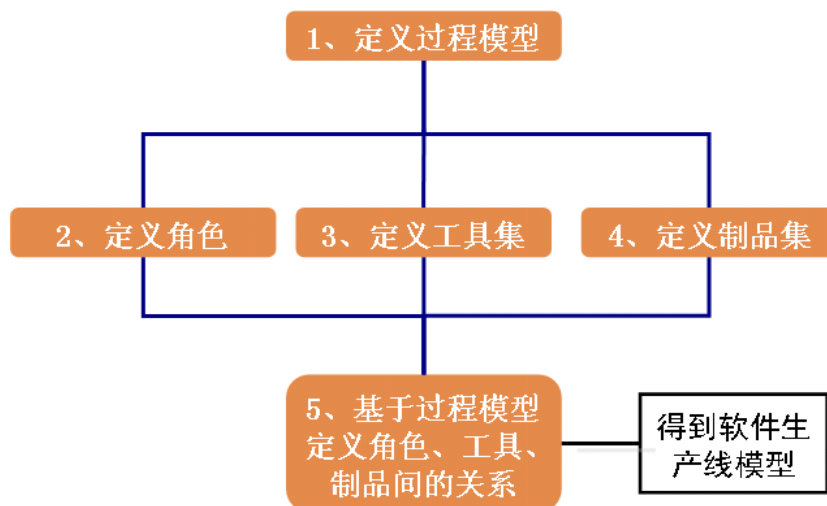 1、定义过程模型
2、定义角色
3、定义工具集
4、定义制品集
5、基于过程模型
定义角色、工具、
制品间的关系
得到软件生
产线模型